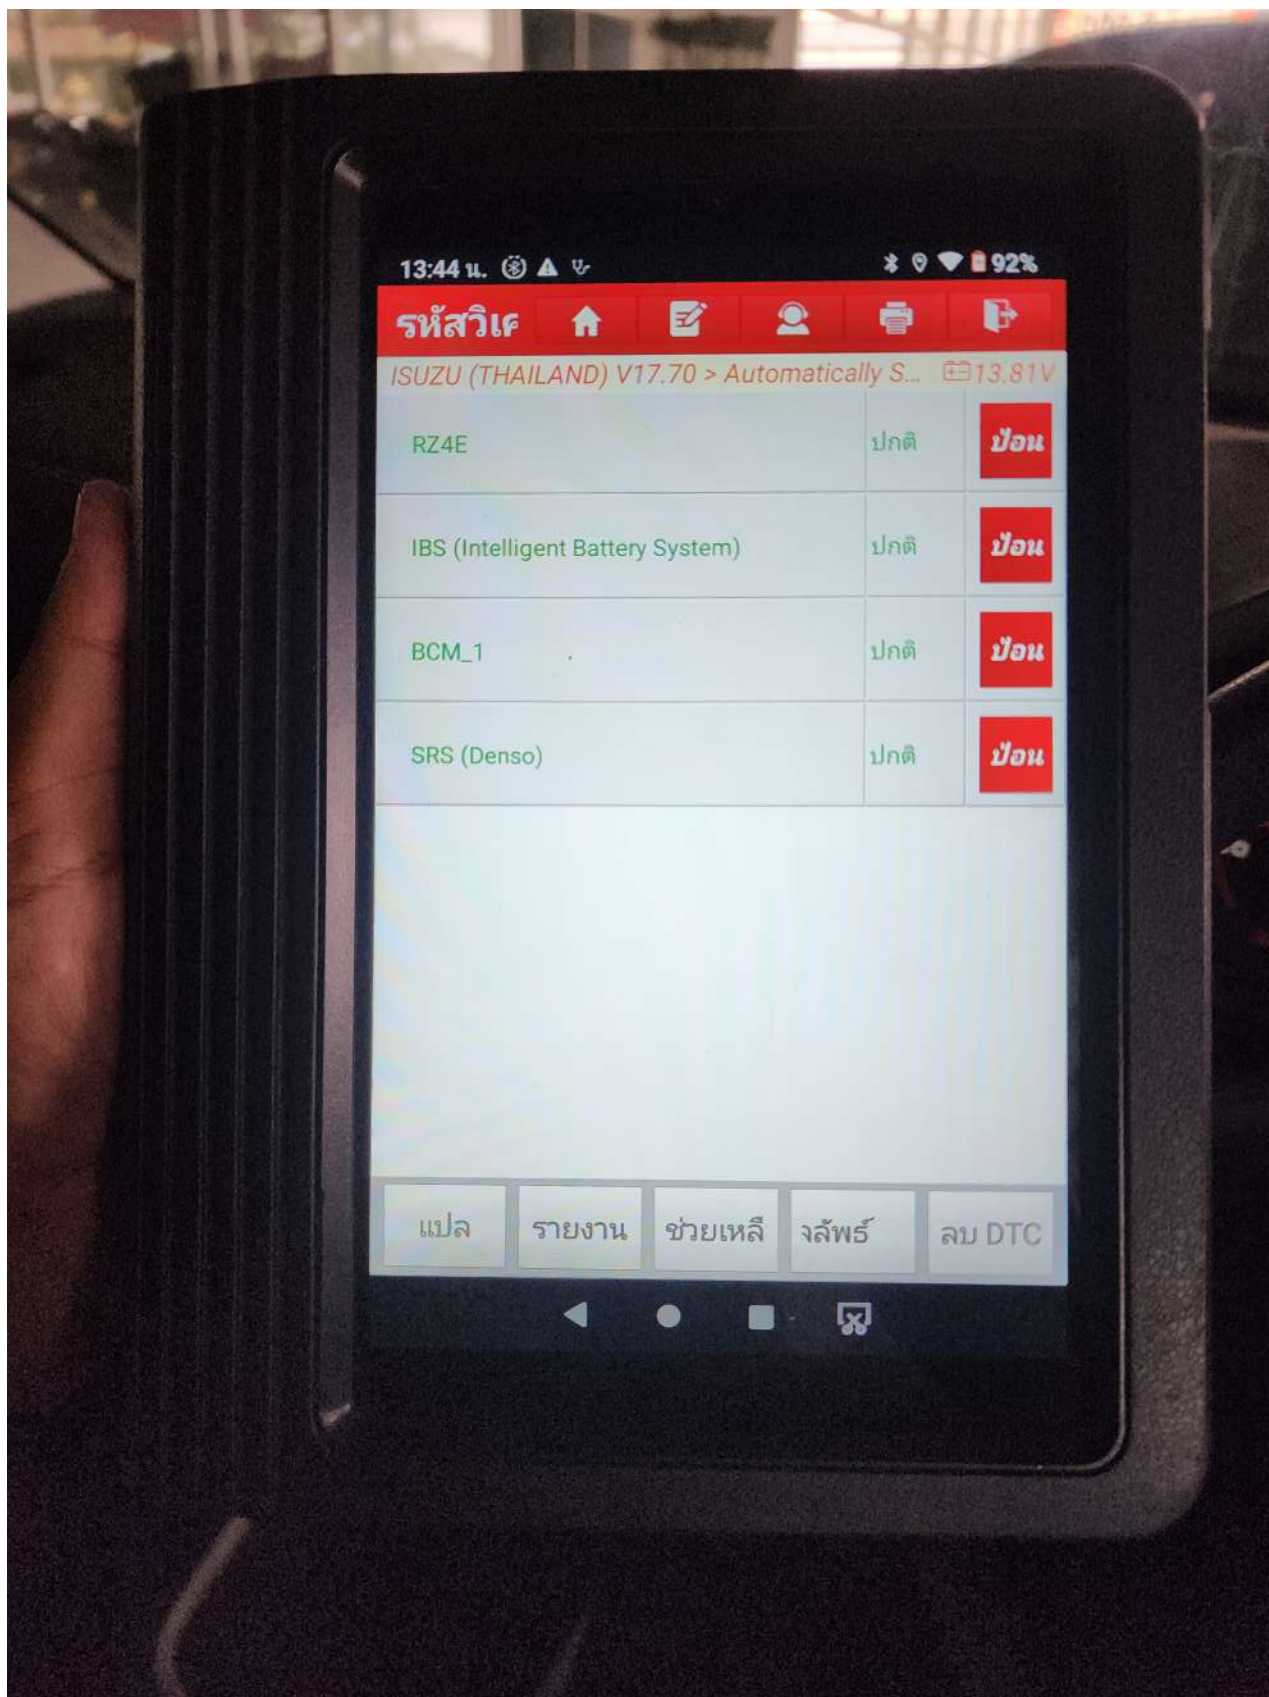 13:44 น. 92%
รหัสวิเค
ISUZU (THAILAND) V17.70 > Automatically S... 13.81V
RZ4E ปกติ ป้อน
IBS (Intelligent Battery System) ปกติ ป้อน
BCM_1 ปกติ ป้อน
SRS (Denso) ปกติ ป้อน
แปล รายงาน ช่วยเหลื จลัพธ์ ลบ DTC